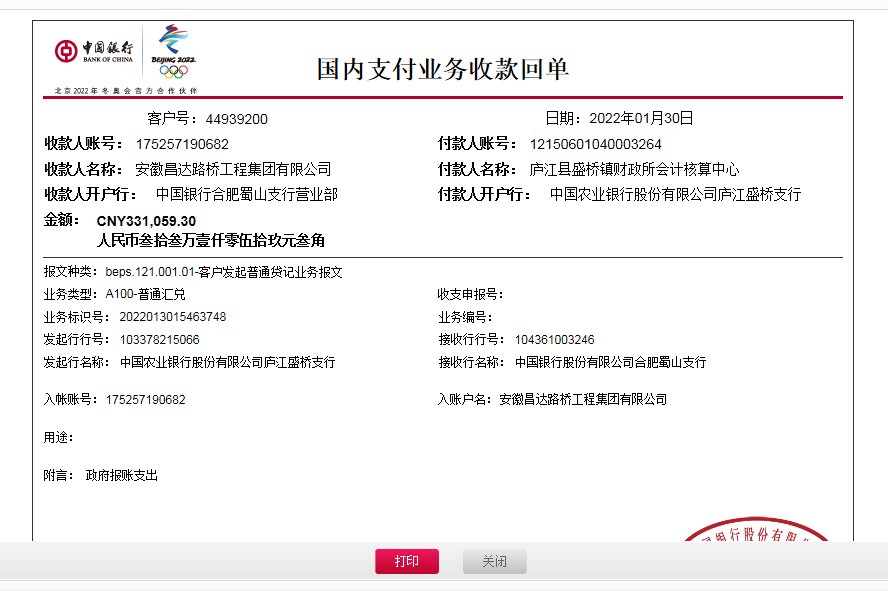 中国银行
BANK OF CHINA
BEIJING 2022
北京2022年冬奥会官方合作伙伴
国内支付业务收款回单
客户号：44939200 日期：2022年01月30日
收款人账号：175257190682 付款人账号：12150601040003264
收款人名称：安徽昌达路桥工程集团有限公司 付款人名称：庐江县盛桥镇财政所会计核算中心
收款人开户行：中国银行合肥蜀山支行营业部 付款人开户行：中国农业银行股份有限公司庐江盛桥支行
金额：CNY331,059.30
人民币叁拾叁万壹仟零伍拾玖元叁角
报文种类：beps.121.001.01-客户发起普通贷记业务报文
业务类型：A100-普通汇兑 收支申报号：
业务标识号：2022013015463748 业务编号：
发起行行号：103378215066 接收行行号：104361003246
发起行名称：中国农业银行股份有限公司庐江盛桥支行 接收行名称：中国银行股份有限公司合肥蜀山支行
入帐账号：175257190682 入账户名：安徽昌达路桥工程集团有限公司
用途：
附言：政府报账支出
银行股份有限
打印 关闭